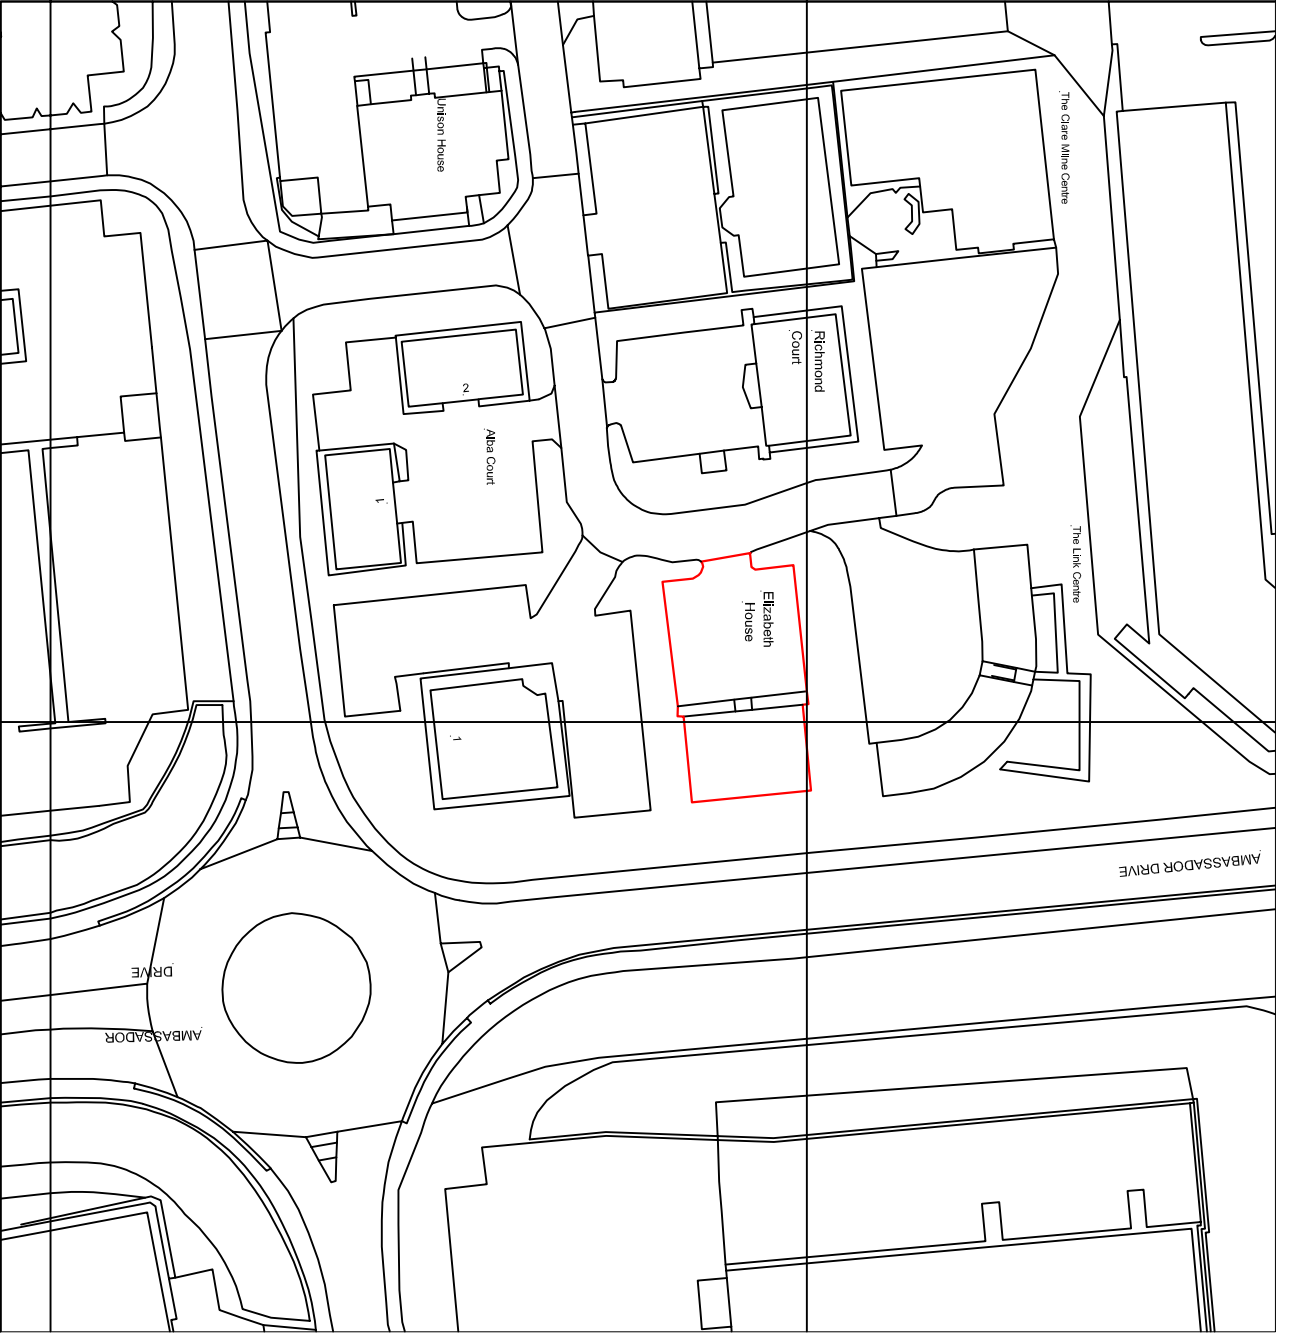 Unison House
The Clare Milne Centre
Richmond
Court
2
Alba Court
1
The Link Centre
Elizabeth
House
1
AMBASSADOR DRIVE
AMBASSADOR
DRIVE